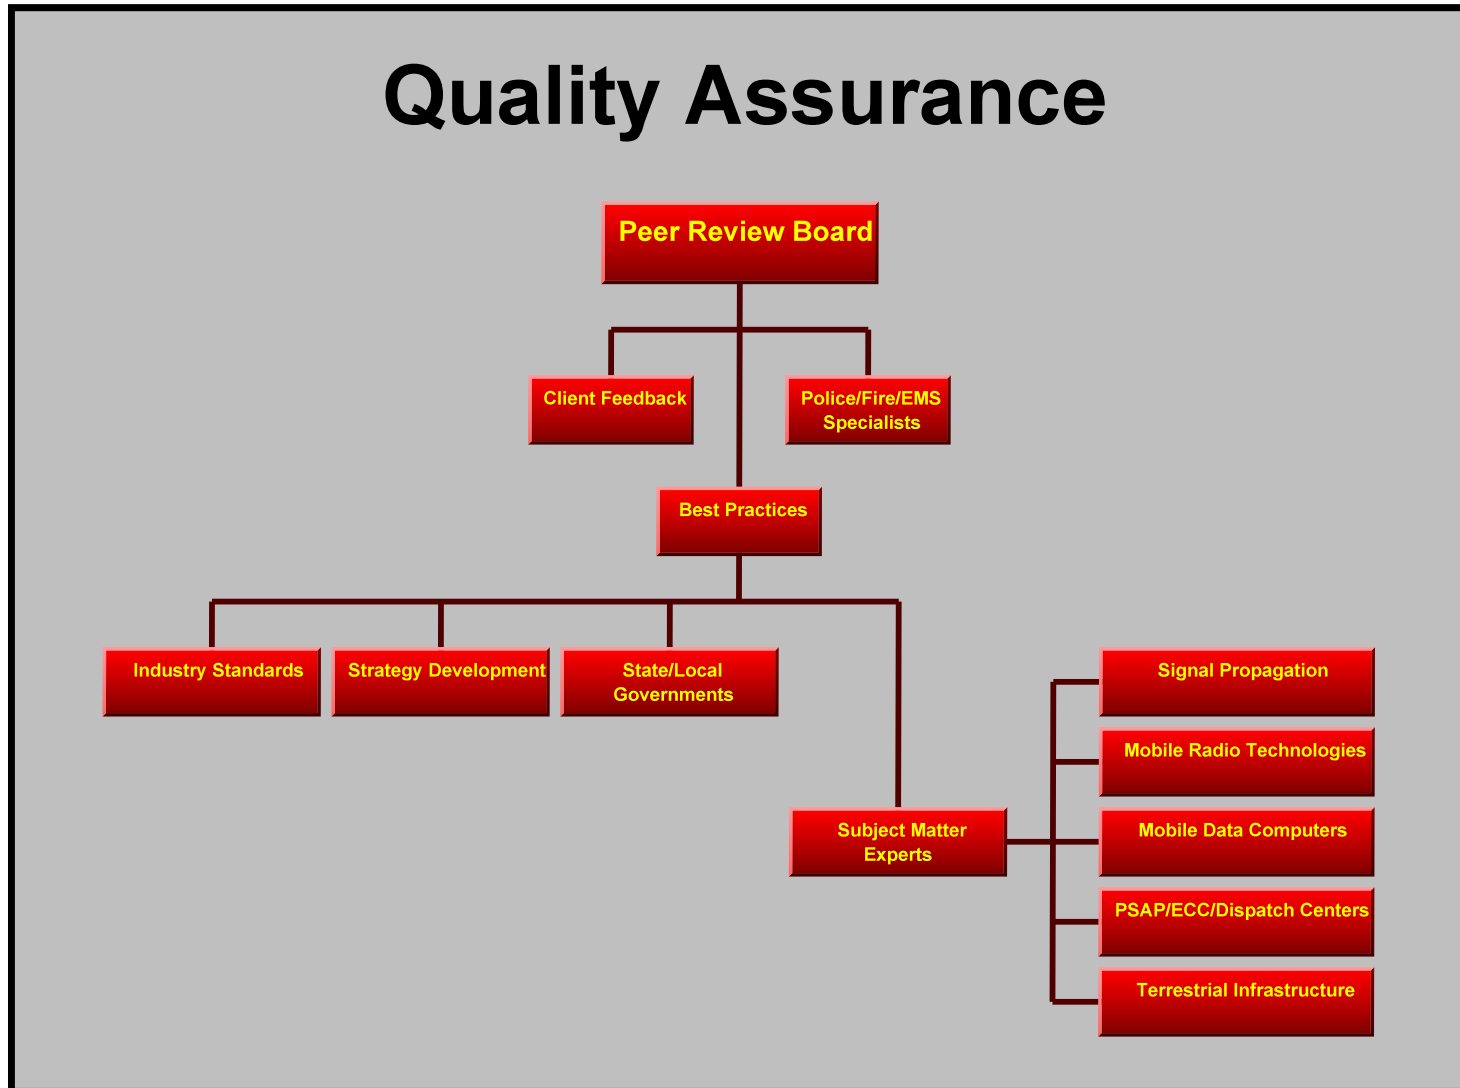 Quality Assurance
Peer Review Board
Client Feedback
Police/Fire/EMS
Specialists
Best Practices
Industry Standards
Strategy Development
State/Local
Governments
Subject Matter
Experts
Signal Propagation
Mobile Radio Technologies
Mobile Data Computers
PSAP/ECC/Dispatch Centers
Terrestrial Infrastructure